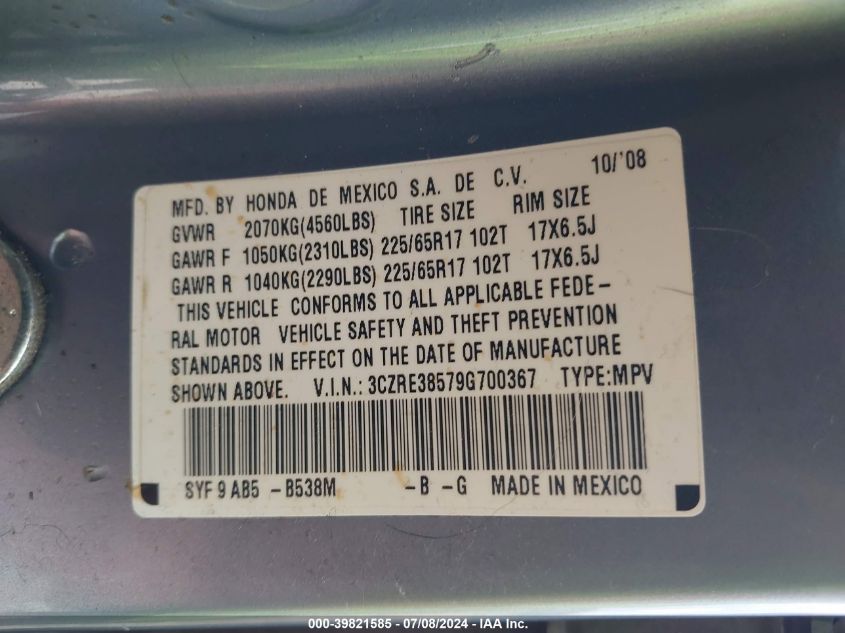 MFD. BY HONDA DE MEXICO S.A. DE C.V. 10/'08
GVWR 2070KG(4560LBS) TIRE SIZE RIM SIZE
GAWR F 1050KG(2310LBS) 225/65R17 102T 17X6.5J
GAWR R 1040KG(2290LBS) 225/65R17 102T 17X6.5J
THIS VEHICLE CONFORMS TO ALL APPLICABLE FEDE-
RAL MOTOR VEHICLE SAFETY AND THEFT PREVENTION
STANDARDS IN EFFECT ON THE DATE OF MANUFACTURE
SHOWN ABOVE. V.I.N.: 3CZRE38579G700367 TYPE:MPV
SYF 9 AB5 -B538M -B -G MADE IN MEXICO
000-39821585 - 07/08/2024 - IAA Inc.